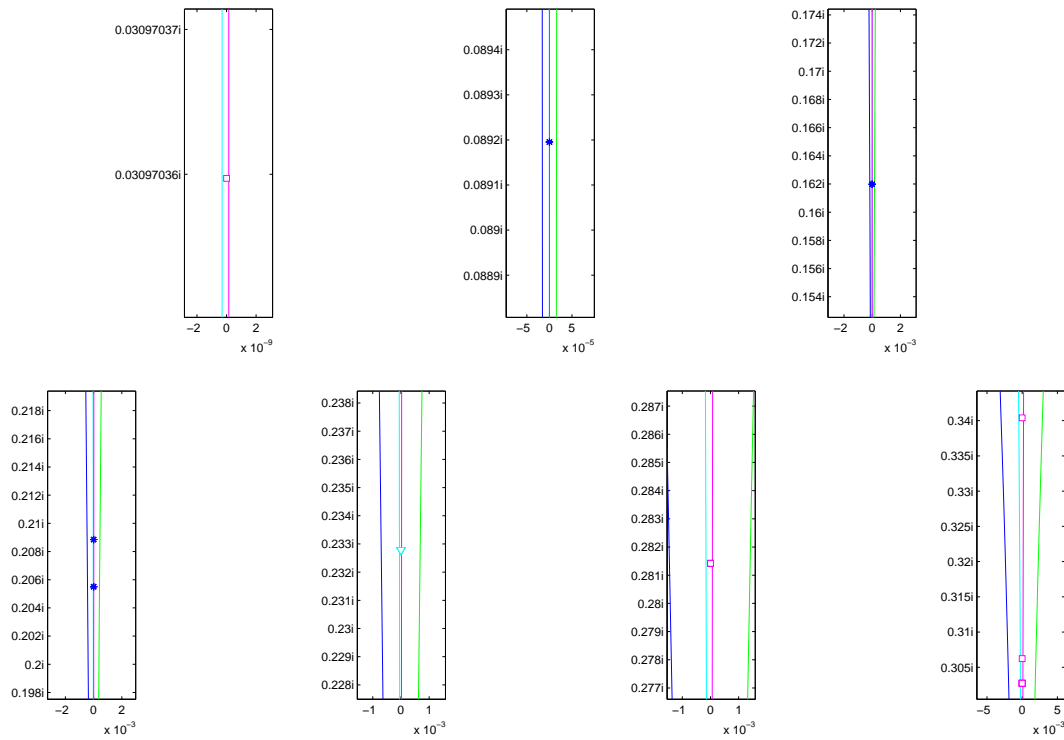 0.03097037i
0.03097036i
−2 0 2
x 10−9
0.0894i
0.0893i
0.0892i
0.0891i
0.089i
0.0889i
−5 0 5
x 10−5
0.174i
0.172i
0.17i
0.168i
0.166i
0.164i
0.162i
0.16i
0.158i
0.156i
0.154i
−2 0 2
x 10−3
0.218i
0.216i
0.214i
0.212i
0.21i
0.208i
0.206i
0.204i
0.202i
0.2i
0.198i
−2 0 2
x 10−3
0.238i
0.237i
0.236i
0.235i
0.234i
0.233i
0.232i
0.231i
0.23i
0.229i
0.228i
−1 0 1
x 10−3
0.287i
0.286i
0.285i
0.284i
0.283i
0.282i
0.281i
0.28i
0.279i
0.278i
0.277i
−1 0 1
x 10−3
0.34i
0.335i
0.33i
0.325i
0.32i
0.315i
0.31i
0.305i
−5 0 5
x 10−3